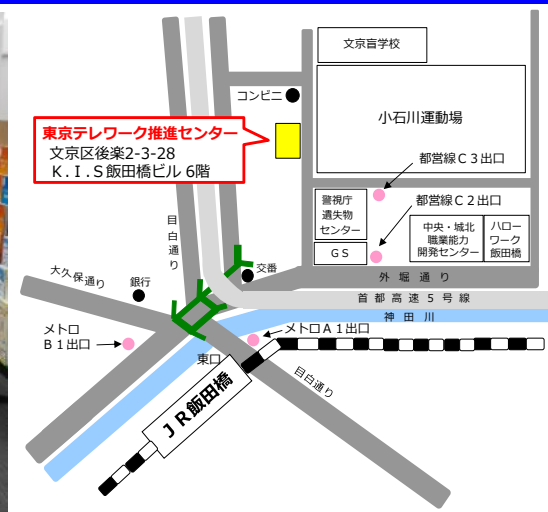 文京盲学校
コンビニ
小石川運動場
東京テレワーク推進センター
文京区後楽2-3-28
K.I.S飯田橋ビル 6階
都営線C3出口
警視庁
遺失物
センター
都営線C2出口
中央・城北
職業能力
開発センター
ハロー
ワーク
飯田橋
GS
目白通り
交番
外堀通り
大久保通り
銀行
首都高速5号線
神田川
メトロ
B1出口
メトロA1出口
東口
目白通り
JR飯田橋